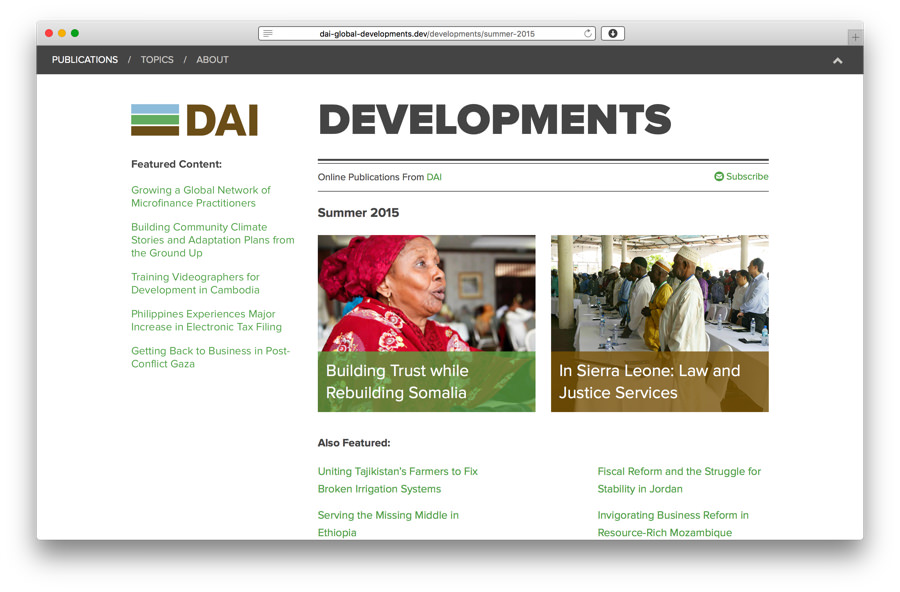 dai-global-developments.dev/developments/summer-2015
PUBLICATIONS / TOPICS / ABOUT
DAI
Featured Content:
Growing a Global Network of
Microfinance Practitioners
Building Community Climate
Stories and Adaptation Plans from
the Ground Up
Training Videographers for
Development in Cambodia
Philippines Experiences Major
Increase in Electronic Tax Filing
Getting Back to Business in Post-
Conflict Gaza
DEVELOPMENTS
Online Publications From DAI
Subscribe
Summer 2015
Building Trust while
Rebuilding Somalia
In Sierra Leone: Law and
Justice Services
Also Featured:
Uniting Tajikistan's Farmers to Fix
Broken Irrigation Systems
Serving the Missing Middle in
Ethiopia
Fiscal Reform and the Struggle for
Stability in Jordan
Invigorating Business Reform in
Resource-Rich Mozambique